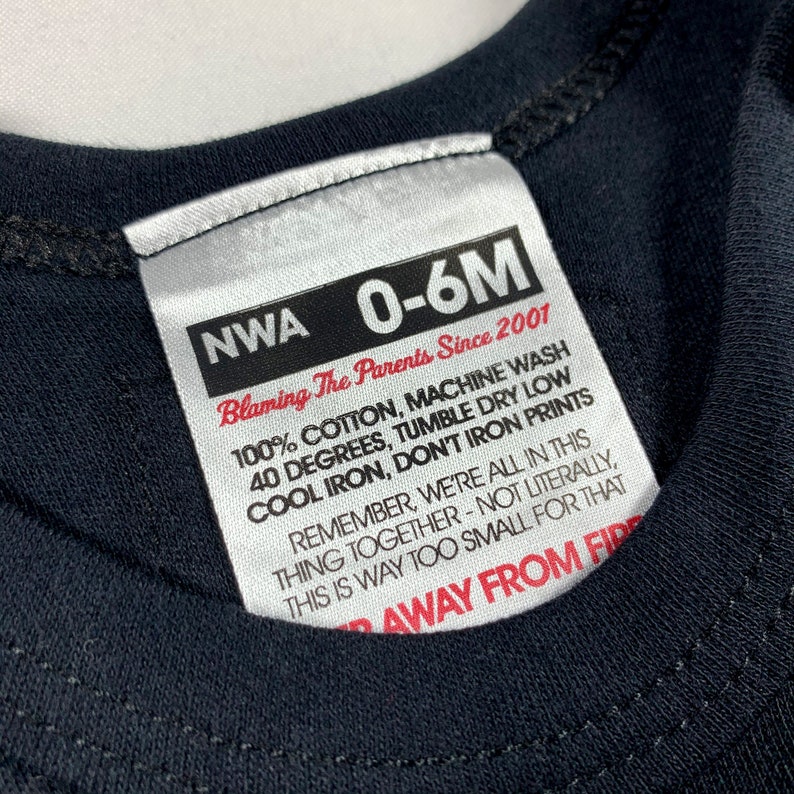 NWA 0-6M
Blaming The Parents Since 2001
100% COTTON, MACHINE WASH
40 DEGREES, TUMBLE DRY LOW
COOL IRON, DON'T IRON PRINTS
REMEMBER, WE'RE ALL IN THIS
THING TOGETHER - NOT LITERALLY,
THIS IS WAY TOO SMALL FOR THAT
AWAY FROM FIRE